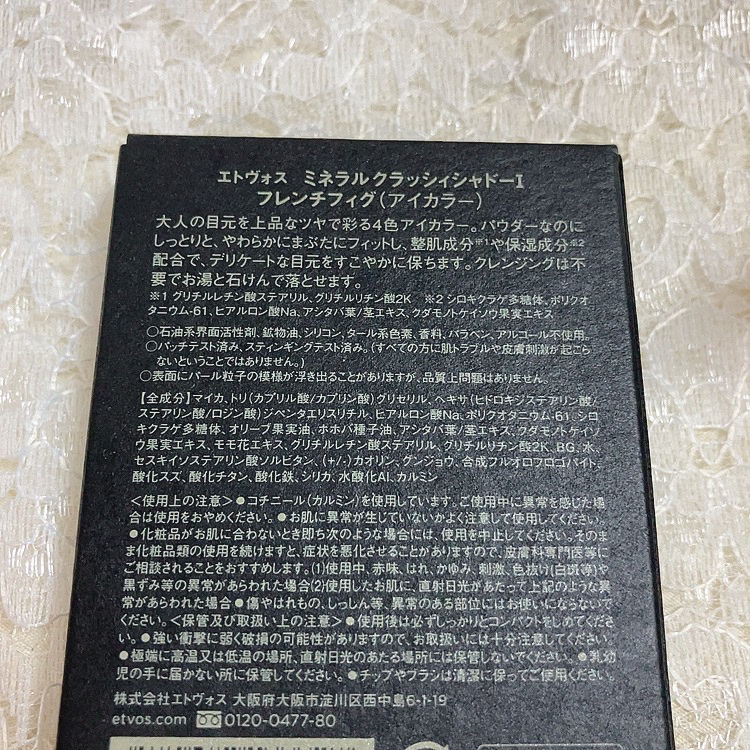 エトヴォス ミネラルクラッシィシャドーI
フレンチフィグ(アイカラー)
大人の目元を上品なツヤで彩る4色アイカラー。パウダーなのに
しっとりと、やわらかにまぶたにフィットし、整肌成分※1や保湿成分※2
配合で、デリケートな目元をすこやかに保ちます。クレンジングは不
要でお湯と石けんで落とせます。
※1 グリチルレチン酸ステアリル、グリチルリチン酸2K ※2 シロキクラゲ多糖体、ポリクオ
タニウム-61、ヒアルロン酸Na、アシタバ葉/茎エキス、クダモノトケイソウ果実エキス
○石油系界面活性剤、鉱物油、シリコン、タール系色素、香料、パラベン、アルコール不使用。
○パッチテスト済み、スティンギングテスト済み。(すべての方に肌トラブルや皮膚刺激が起こら
ないということではありません。)
○表面にパール粒子の模様が浮き出ることがありますが、品質上問題はありません。
【全成分】マイカ、トリ(カプリル酸/カプリン酸)グリセリル、ヘキサ(ヒドロキシステアリン酸/
ステアリン酸/ロジン酸)ジペンタエリスリチル、ヒアルロン酸Na、ポリクオタニウム-61、シロ
キクラゲ多糖体、オリーブ果実油、ホホバ種子油、アシタバ葉/茎エキス、クダモノトケイソ
ウ果実エキス、モモ花エキス、グリチルレチン酸ステアリル、グリチルリチン酸2K、BG、水、
セスキイソステアリン酸ソルビタン、(+/-)カオリン、グンジョウ、合成フルオロフロゴパイト、
酸化スズ、酸化チタン、酸化鉄、シリカ、水酸化Al、カルミン
<使用上の注意>●コチニール(カルミン)を使用しています。ご使用中に異常を感じた場
合は使用をおやめください。●お肌に異常が生じていないかよく注意して使用してください。
●化粧品がお肌に合わないとき即ち次のような場合には、使用を中止してください。そのま
ま化粧品類の使用を続けますと、症状を悪化させることがありますので、皮膚科専門医等に
ご相談されることをおすすめします。(1)使用中、赤味、はれ、かゆみ、刺激、色抜け(白斑等)や
黒ずみ等の異常があらわれた場合(2)使用したお肌に、直射日光があたって上記のような異
常があらわれた場合 ●傷やはれもの、しっしん等、異常のある部位にはお使いにならないで
ください。<保管及び取扱い上の注意>●使用後は必ずしっかりとコンパクトをしめてくださ
い。●強い衝撃に弱く破損の可能性がありますので、お取扱いには十分注意してください。
●極端に高温又は低温の場所、直射日光のあたる場所には保管しないでください。●乳幼
児の手に届かない所に保管してください。●チップやブラシは清潔に保ってご使用ください。
株式会社エトヴォス 大阪府大阪市淀川区西中島6-1-19
etvos.com 0120-0477-80